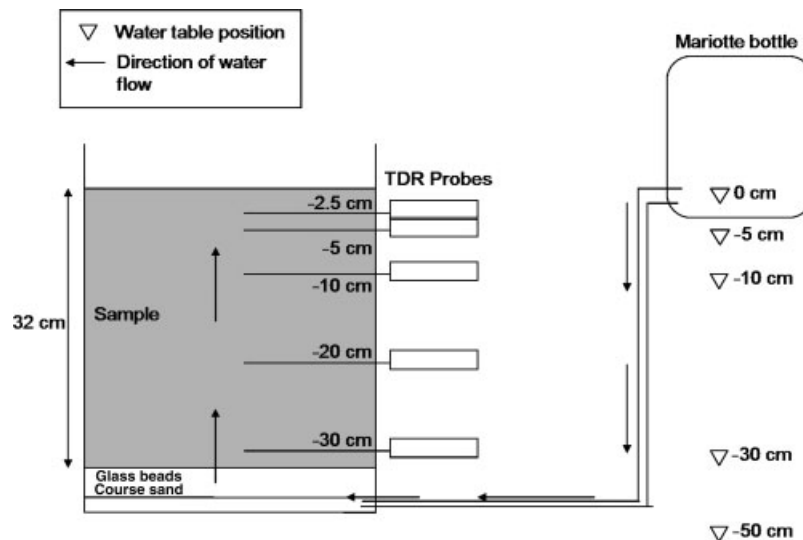 Water table position
Direction of water
flow
Mariotte bottle
TDR Probes
0 cm
-2.5 cm
-5 cm
-5 cm
-10 cm
-10 cm
Sample
32 cm
-20 cm
-30 cm
-30 cm
Glass beads
Course sand
-50 cm